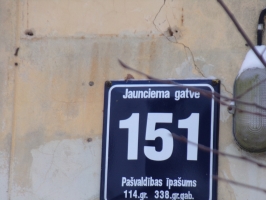 Jaunciema gatve
151
Pašvaldības īpašums
114.gr. 338.gr.gab.